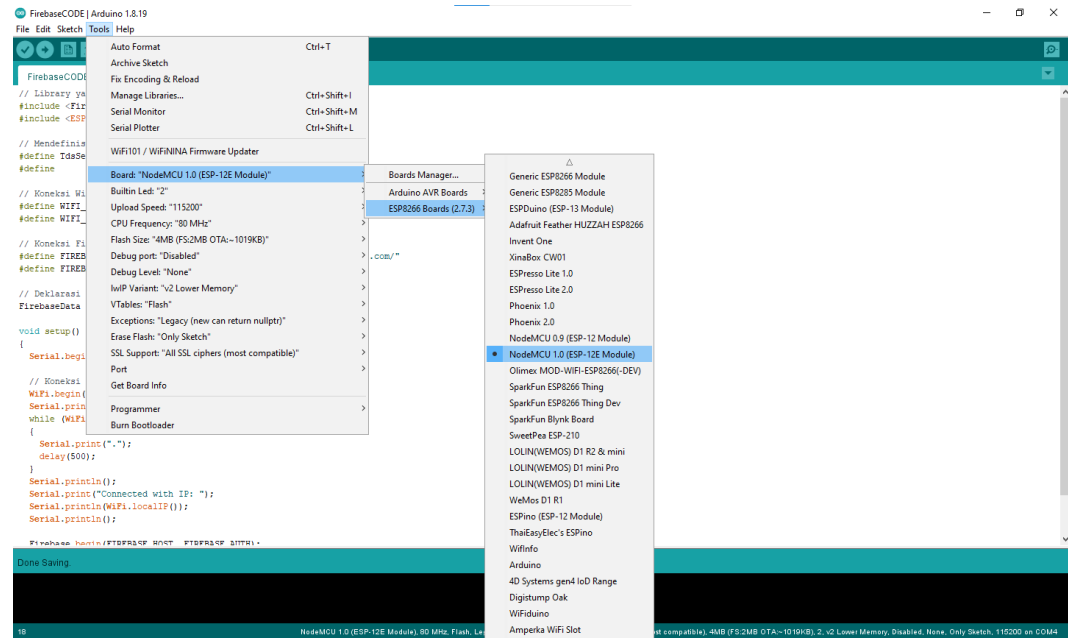 FirebaseCODE | Arduino 1.8.19
File Edit Sketch Tools Help
FirebaseCODE
// Library ya
#include <Fir
#include <ESP
// Mendefinis
#define TdsSe
#define
// Koneksi Wi
#define WIFI_
#define WIFI_
// Koneksi Fi
#define FIREB
.com/"
#define FIREB
// Deklarasi
FirebaseData
void setup()
{
Serial.begi
// Koneksi
WiFi.begin(
Serial.prin
while (WiFi
{
Serial.print(".");
delay(500);
}
Serial.println();
Serial.print("Connected with IP: ");
Serial.println(WiFi.localIP());
Serial.println();
Firebase.begin(FIREBASE_HOST, FIREBASE_AUTH);
Auto Format Ctrl+T
Archive Sketch
Fix Encoding & Reload
Manage Libraries... Ctrl+Shift+I
Serial Monitor Ctrl+Shift+M
Serial Plotter Ctrl+Shift+L
WiFi101 / WiFiNINA Firmware Updater
Board: "NodeMCU 1.0 (ESP-12E Module)"
Builtin Led: "2"
Upload Speed: "115200"
CPU Frequency: "80 MHz"
Flash Size: "4MB (FS:2MB OTA:~1019KB)"
Debug port: "Disabled"
Debug Level: "None"
lwIP Variant: "v2 Lower Memory"
VTables: "Flash"
Exceptions: "Legacy (new can return nullptr)"
Erase Flash: "Only Sketch"
SSL Support: "All SSL ciphers (most compatible)"
Port
Get Board Info
Programmer
Burn Bootloader
Boards Manager...
Arduino AVR Boards
ESP8266 Boards (2.7.3)
Generic ESP8266 Module
Generic ESP8285 Module
ESPDuino (ESP-13 Module)
Adafruit Feather HUZZAH ESP8266
Invent One
XinaBox CW01
ESPresso Lite 1.0
ESPresso Lite 2.0
Phoenix 1.0
Phoenix 2.0
NodeMCU 0.9 (ESP-12 Module)
NodeMCU 1.0 (ESP-12E Module)
Olimex MOD-WIFI-ESP8266(-DEV)
SparkFun ESP8266 Thing
SparkFun ESP8266 Thing Dev
SparkFun Blynk Board
SweetPea ESP-210
LOLIN(WEMOS) D1 R2 & mini
LOLIN(WEMOS) D1 mini Pro
LOLIN(WEMOS) D1 mini Lite
WeMos D1 R1
ESPino (ESP-12 Module)
ThaiEasyElec's ESPino
WifInfo
Arduino
4D Systems gen4 IoD Range
Digistump Oak
WiFiduino
Amperka WiFi Slot
Done Saving.
18
NodeMCU 1.0 (ESP-12E Module), 80 MHz, Flash, Le
st compatible), 4MB (FS:2MB OTA:~1019KB), 2, v2 Lower Memory, Disabled, None, Only Sketch, 115200 on COM4